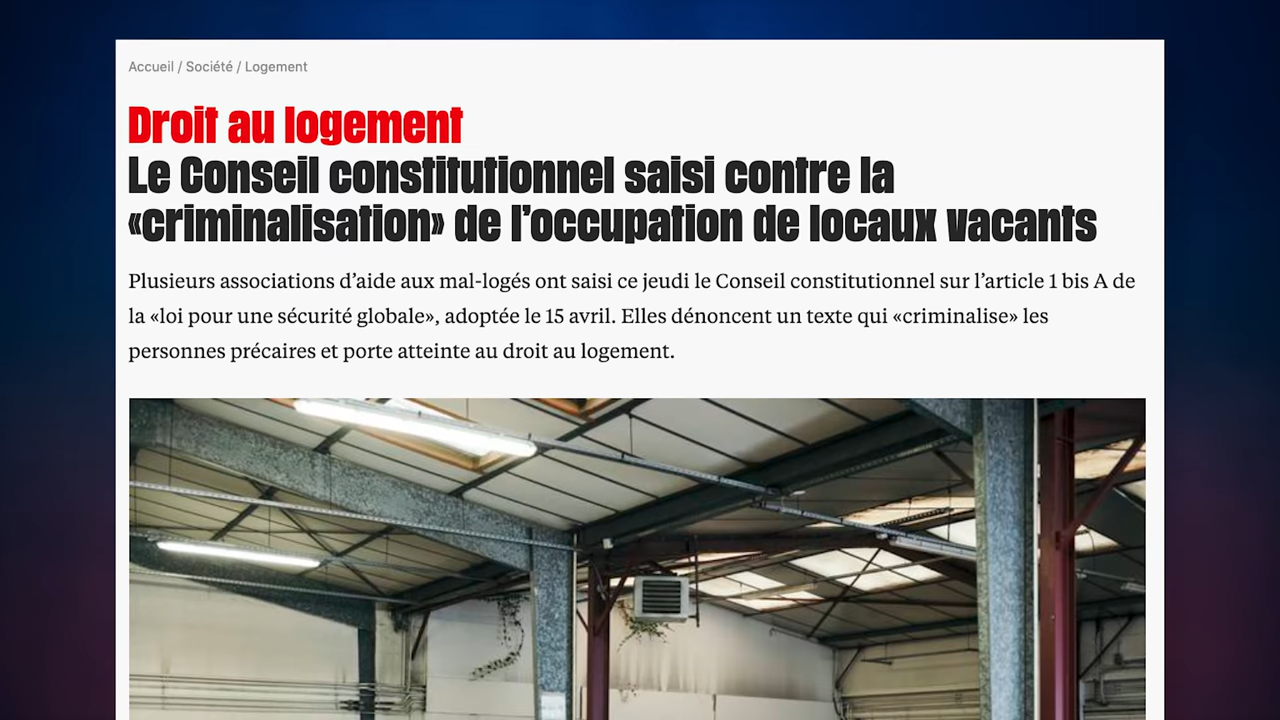 Accueil / Société / Logement
Droit au logement
Le Conseil constitutionnel saisi contre la
«criminalisation» de l’occupation de locaux vacants
Plusieurs associations d’aide aux mal-logés ont saisi ce jeudi le Conseil constitutionnel sur l’article 1 bis A de
la «loi pour une sécurité globale», adoptée le 15 avril. Elles dénoncent un texte qui «criminalise» les
personnes précaires et porte atteinte au droit au logement.